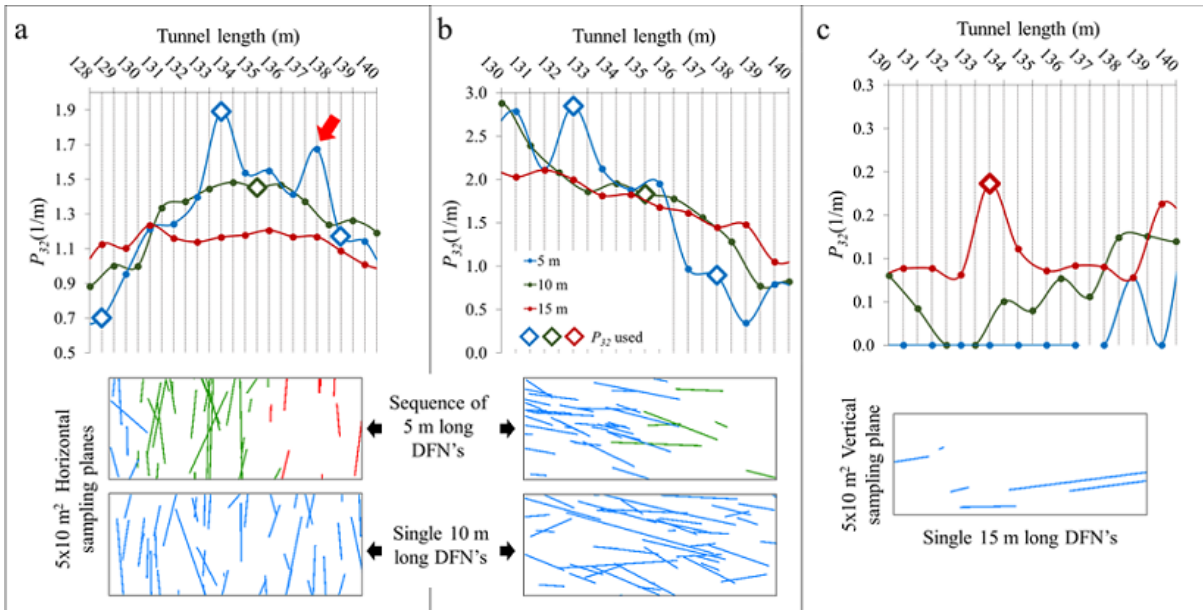 a
Tunnel length (m)
128 129 130 131 132 133 134 135 136 137 138 139 140
P32(1/m)
1.9
1.7
1.5
1.3
1.1
0.9
0.7
0.5
b
Tunnel length (m)
130 131 132 133 133 134 135 136 137 138 139 140
P32(1/m)
3.0
2.5
2.0
1.5
1.0
0.5
0.0
5 m
10 m
15 m
P32 used
c
Tunnel length (m)
130 131 132 133 133 134 135 136 137 138 139 140
P32(1/m)
0.3
0.3
0.2
0.2
0.1
0.1
0.0
5x10 m2 Horizontal
sampling planes
Sequence of
5 m long
DFN's
Single 10 m
long DFN's
5x10 m2 Vertical
sampling plane
Single 15 m long DFN's